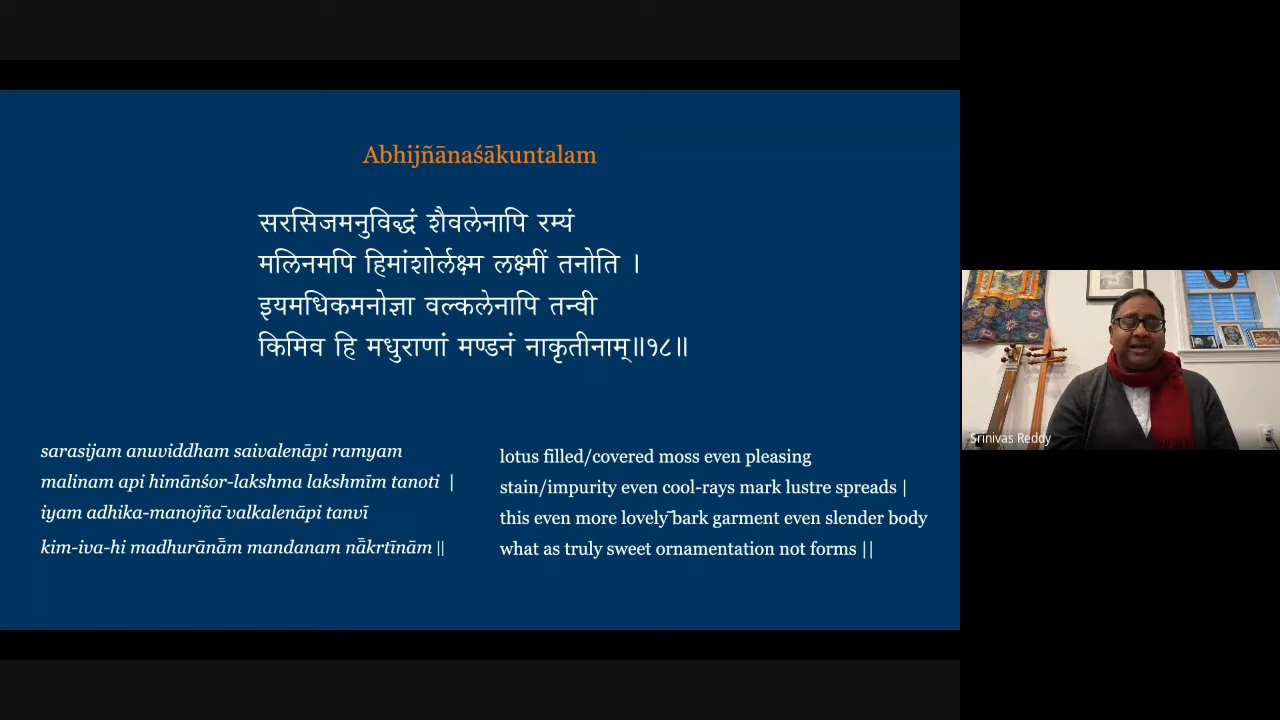 Abhijñānaśākuntalam
सरसिजमनुविद्धं शैवलेनापि रम्यं
मलिनमपि हिमांशोर्लक्ष्म लक्ष्मीं तनोति ।
इयमधिकमनोज्ञा वल्कलेनापि तन्वी
किमिव हि मधुराणां मण्डनं नाकृतीनाम्॥१८॥
sarasijam anuviddham saivalenāpi ramyam
malinam api himānśor-lakshma lakshmīm tanoti |
iyam adhika-manojña ̄valkalenāpi tanvī
kim-iva-hi madhurānā̄m mandanam nā̄krtīnām ||
lotus filled/covered moss even pleasing
stain/impurity even cool-rays mark lustre spreads |
this even more lovely ̄bark garment even slender body
what as truly sweet ornamentation not forms ||
Srinivas Reddy